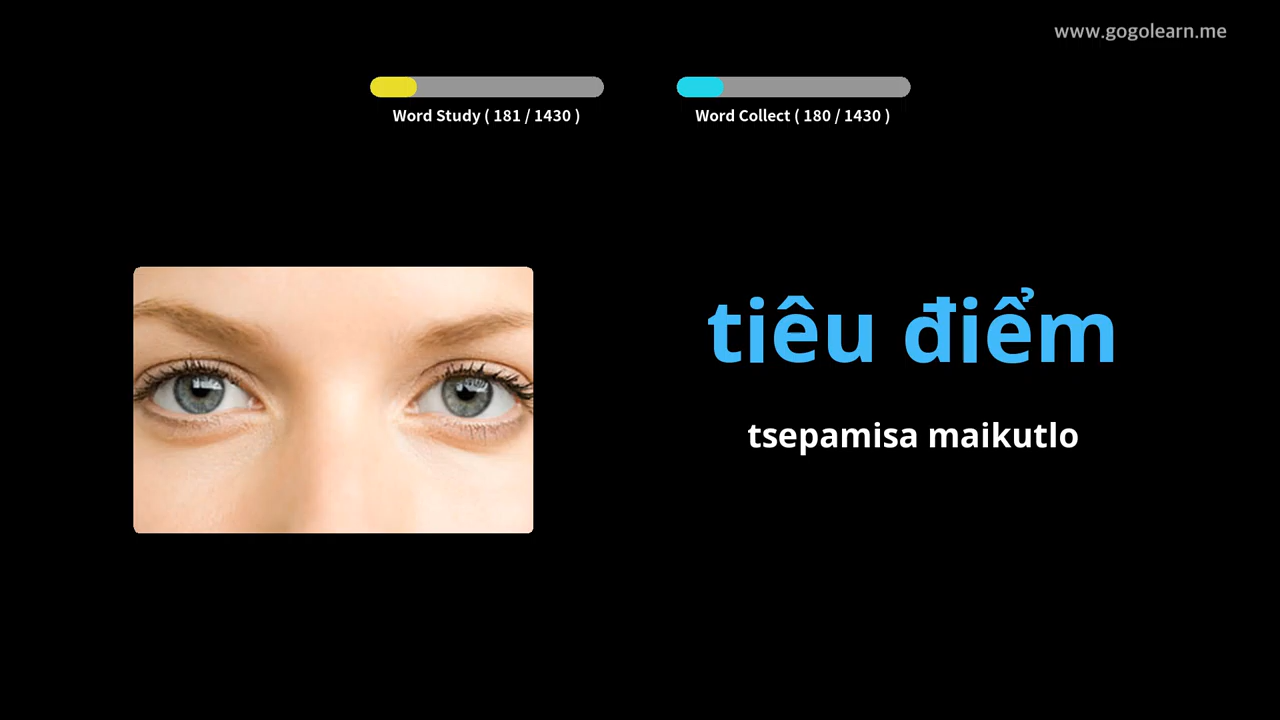 www.gogolearn.me
Word Study ( 181 / 1430 )
Word Collect ( 180 / 1430 )
tiêu điểm
tsepamisa maikutlo